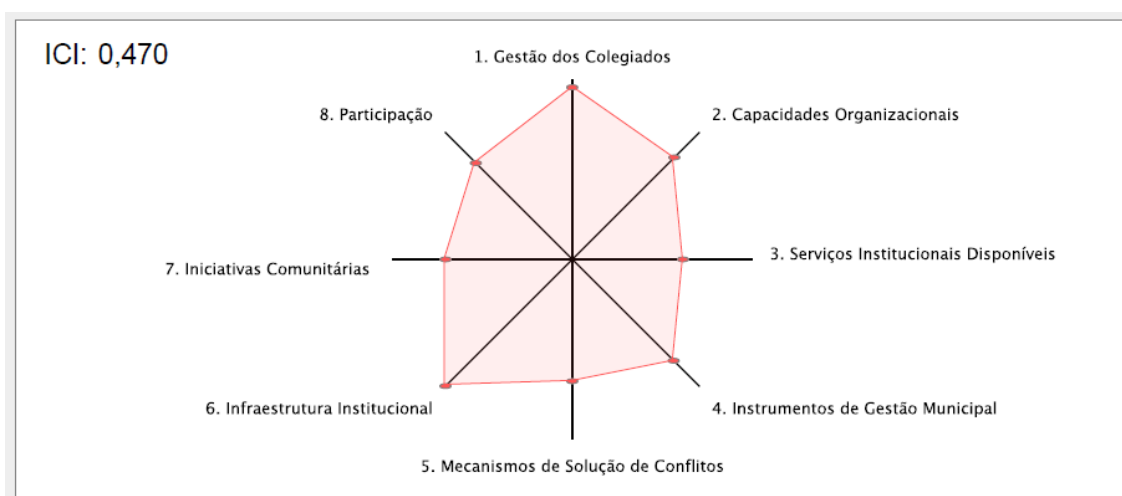 ICI: 0,470
1. Gestão dos Colegiados
8. Participação
2. Capacidades Organizacionais
7. Iniciativas Comunitárias
3. Serviços Institucionais Disponíveis
6. Infraestrutura Institucional
4. Instrumentos de Gestão Municipal
5. Mecanismos de Solução de Conflitos